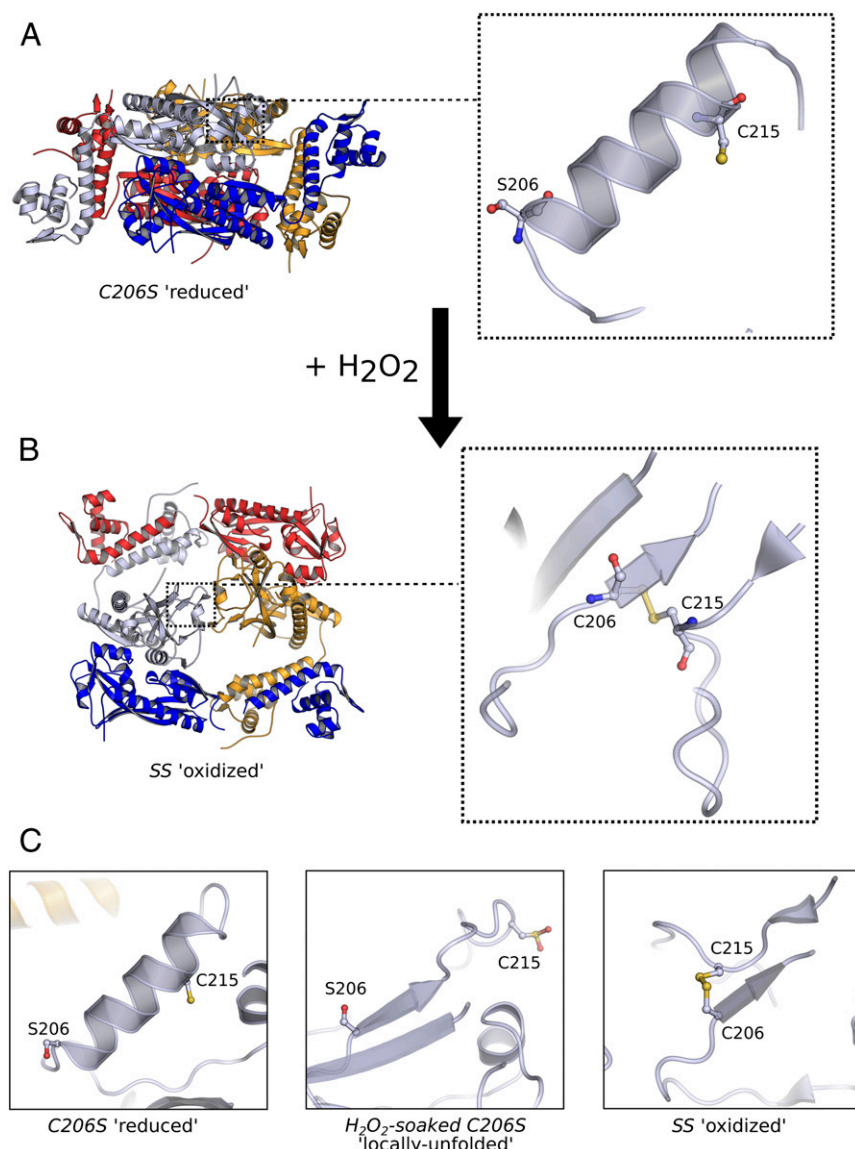 A
C215
S206
C206S 'reduced'
+ H2O2
B
C206
C215
SS 'oxidized'
C
C215
S206
C206S 'reduced'
S206
C215
H2O2-soaked C206S
'locally-unfolded'
C215
C206
SS 'oxidized'